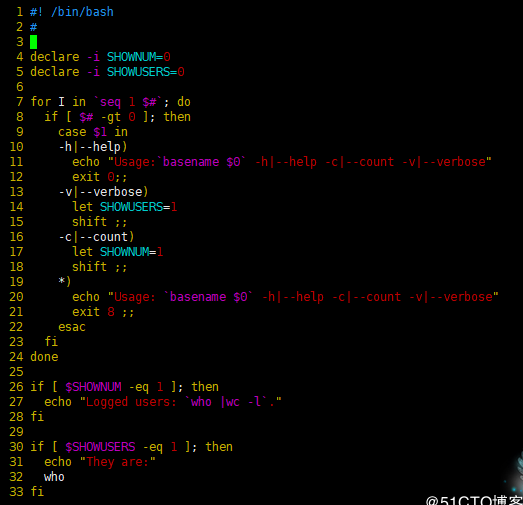 1 #! /bin/bash
2 #
3
4 declare -i SHOWNUM=0
5 declare -i SHOWUSERS=0
6
7 for I in `seq 1 $#`; do
8   if [ $# -gt 0 ]; then
9     case $1 in
10     -h|--help)
11       echo "Usage:`basename $0` -h|--help -c|--count -v|--verbose"
12       exit 0;;
13     -v|--verbose)
14       let SHOWUSERS=1
15       shift ;;
16     -c|--count)
17       let SHOWNUM=1
18       shift ;;
19     *)
20       echo "Usage: `basename $0` -h|--help -c|--count -v|--verbose"
21       exit 8 ;;
22     esac
23   fi
24 done
25
26 if [ $SHOWNUM -eq 1 ]; then
27   echo "Logged users: `who |wc -l`."
28 fi
29
30 if [ $SHOWUSERS -eq 1 ]; then
31   echo "They are:"
32   who
33 fi
@51CTO博客